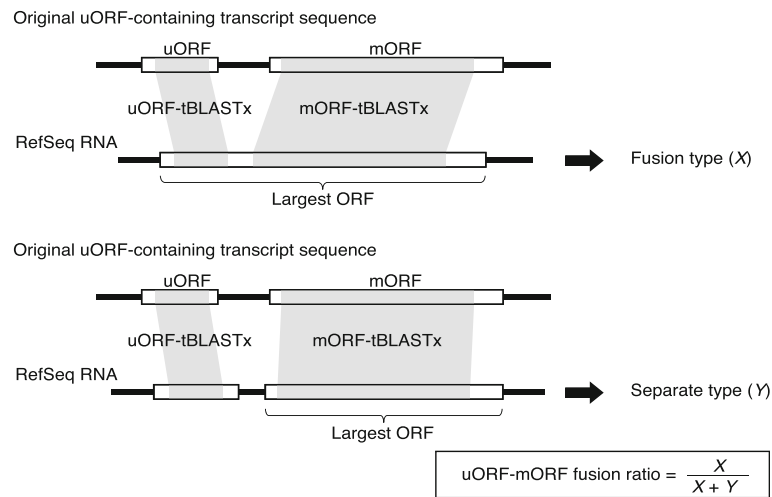 Original uORF-containing transcript sequence
uORF mORF
uORF-tBLASTx mORF-tBLASTx
RefSeq RNA
Fusion type (X)
Largest ORF
Original uORF-containing transcript sequence
uORF mORF
uORF-tBLASTx mORF-tBLASTx
RefSeq RNA
Separate type (Y)
Largest ORF
uORF-mORF fusion ratio = X / X + Y